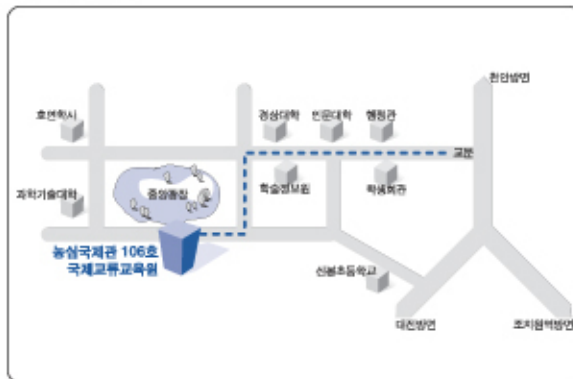 천안방면
호연학사
경상대학
인문대학
행정관
교문
과학기술대학
중앙광장
학술정보원
학생회관
농심국제관 106호
국제교류교육원
신봉초등학교
대전방면
조치원역방면